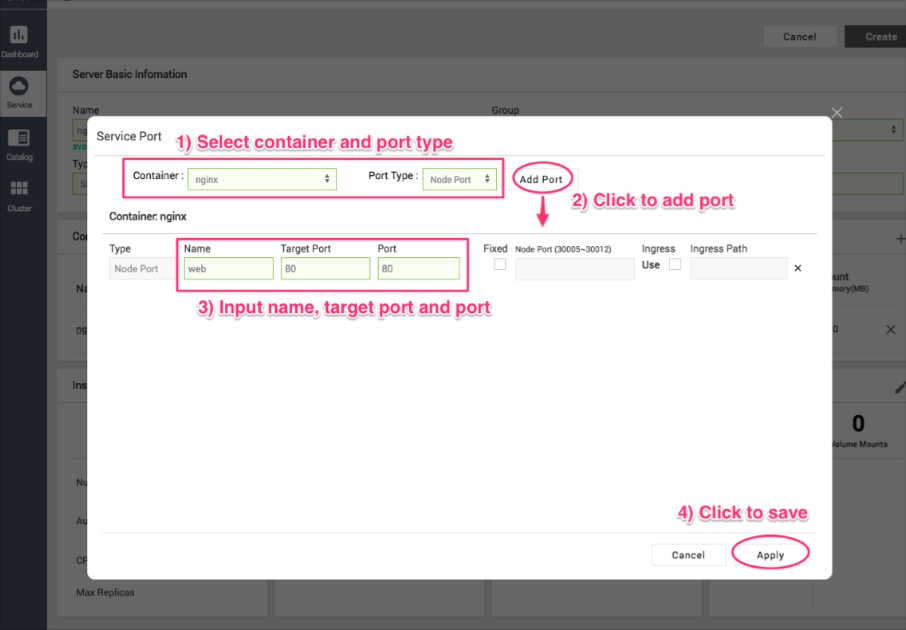 Cancel
Create
Dashboard
Server Basic Infomation
Service
Name
Group
Service Port
1) Select container and port type
Container :
nginx
Port Type :
Node Port
Add Port
2) Click to add port
Catalog
Cluster
Container: nginx
Type
Name
Target Port
Port
Fixed
Node Port (30005~30012)
Ingress
Ingress Path
Node Port
web
80
80
Use
3) Input name, target port and port
0
4) Click to save
Cancel
Apply
Max Replicas